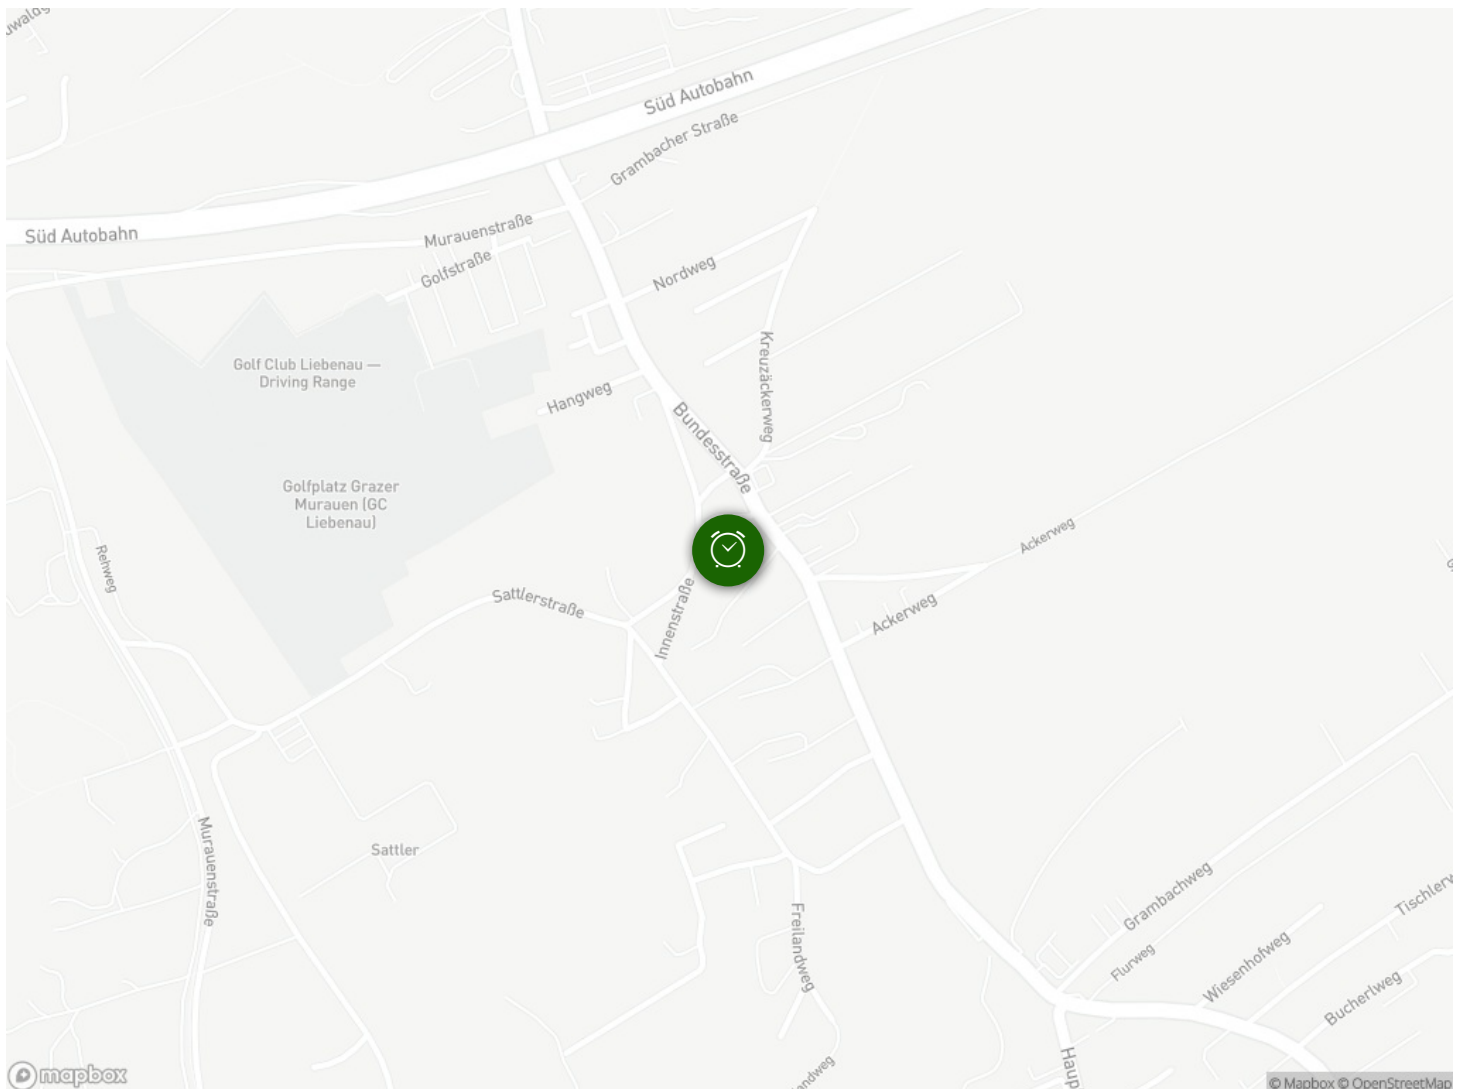 Süd Autobahn
Grambacher Straße
Süd Autobahn
Murauenstraße
Golfstraße
Nordweg
Golf Club Liebenau —
Driving Range
Kreuzäckerweg
Hangweg
Bundesstraße
Golfplatz Grazer
Murauen (GC
Liebenau)
Ackerweg
Rehweg
Sattlerstraße
Ackerweg
Innenstraße
Murauenstraße
Sattler
Grambachweg
Tischlerw
Freilandweg
Flurweg
Wiesenhofweg
Bucherlweg
Haup
andweg
mapbox
© Mapbox © OpenStreetMap